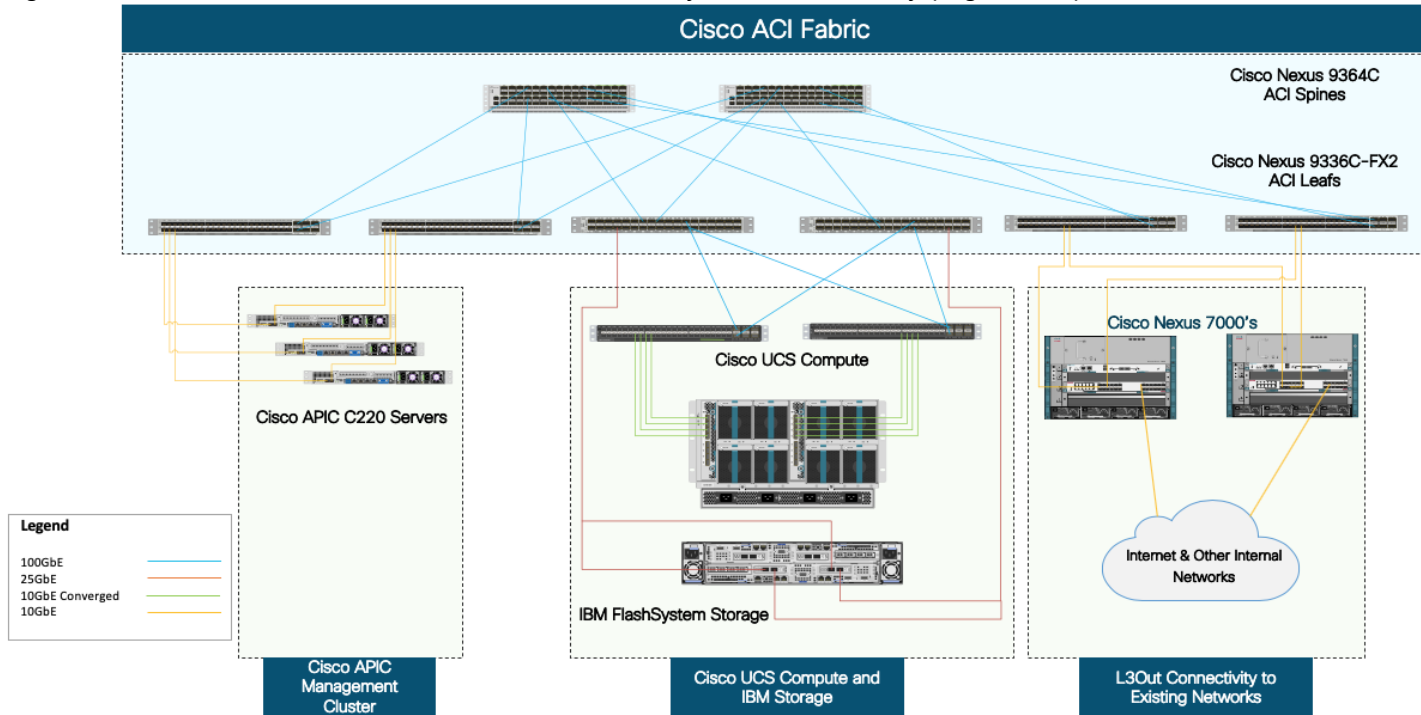 Cisco ACI Fabric
Cisco Nexus 9364C
ACI Spines
Cisco Nexus 9336C-FX2
ACI Leafs
Cisco APIC C220 Servers
Cisco UCS Compute
IBM FlashSystem Storage
Cisco Nexus 7000's
Internet & Other Internal
Networks
Legend
100GbE
25GbE
10GbE Converged
10GbE
Cisco APIC
Management
Cluster
Cisco UCS Compute and
IBM Storage
L3Out Connectivity to
Existing Networks